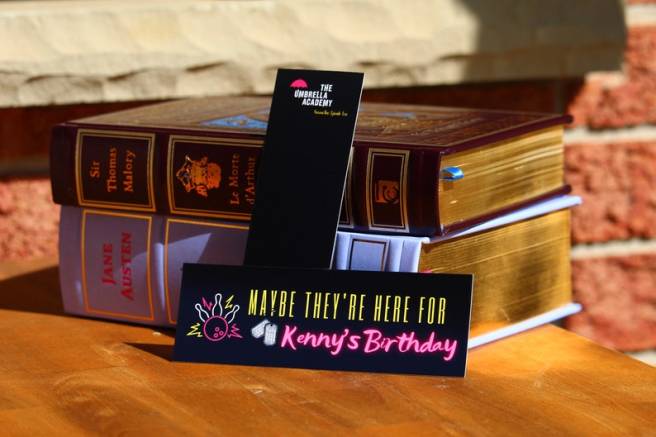 THE
UMBRELLA
ACADEMY
Sir
Thomas
Malory
Le Morte
d'Arthur
JANE
AUSTEN
MAYBE THEY'RE HERE FOR
Kenny's Birthday